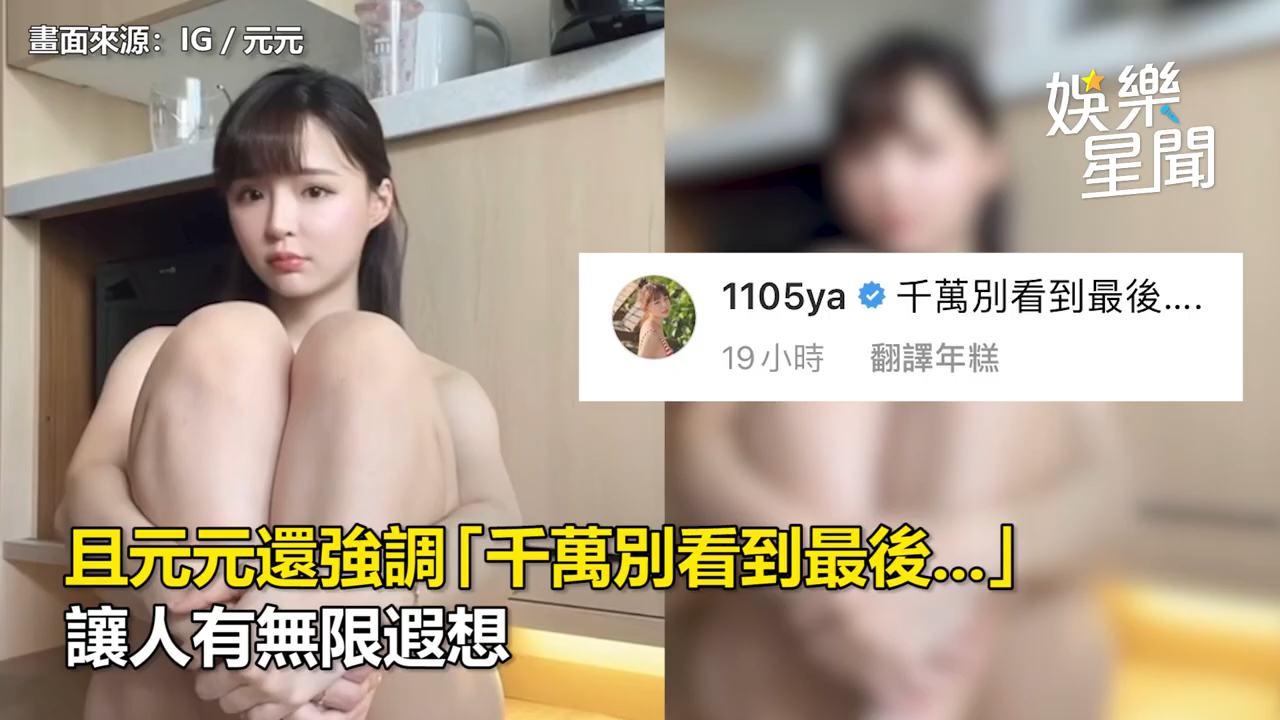 畫面來源：IG / 元元
娛樂
星聞
1105ya 千萬別看到最後....
19小時 翻譯年糕
且元元還強調「千萬別看到最後...」
讓人有無限遐想